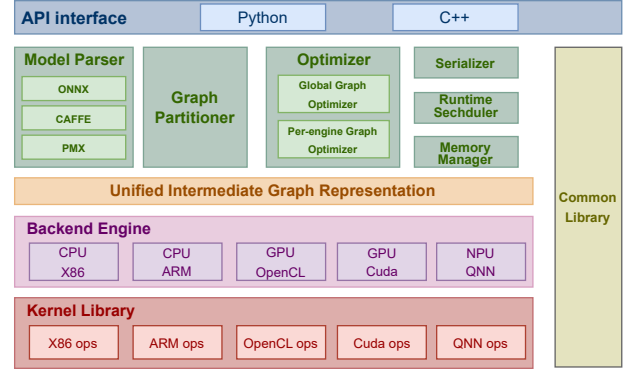 API interface
Python
C++
Model Parser
ONNX
CAFFE
PMX
Graph
Partitioner
Optimizer
Global Graph
Optimizer
Per-engine Graph
Optimizer
Serializer
Runtime
Sechduler
Memory
Manager
Unified Intermediate Graph Representation
Backend Engine
CPU
X86
CPU
ARM
GPU
OpenCL
GPU
Cuda
NPU
QNN
Kernel Library
X86 ops
ARM ops
OpenCL ops
Cuda ops
QNN ops
Common
Library